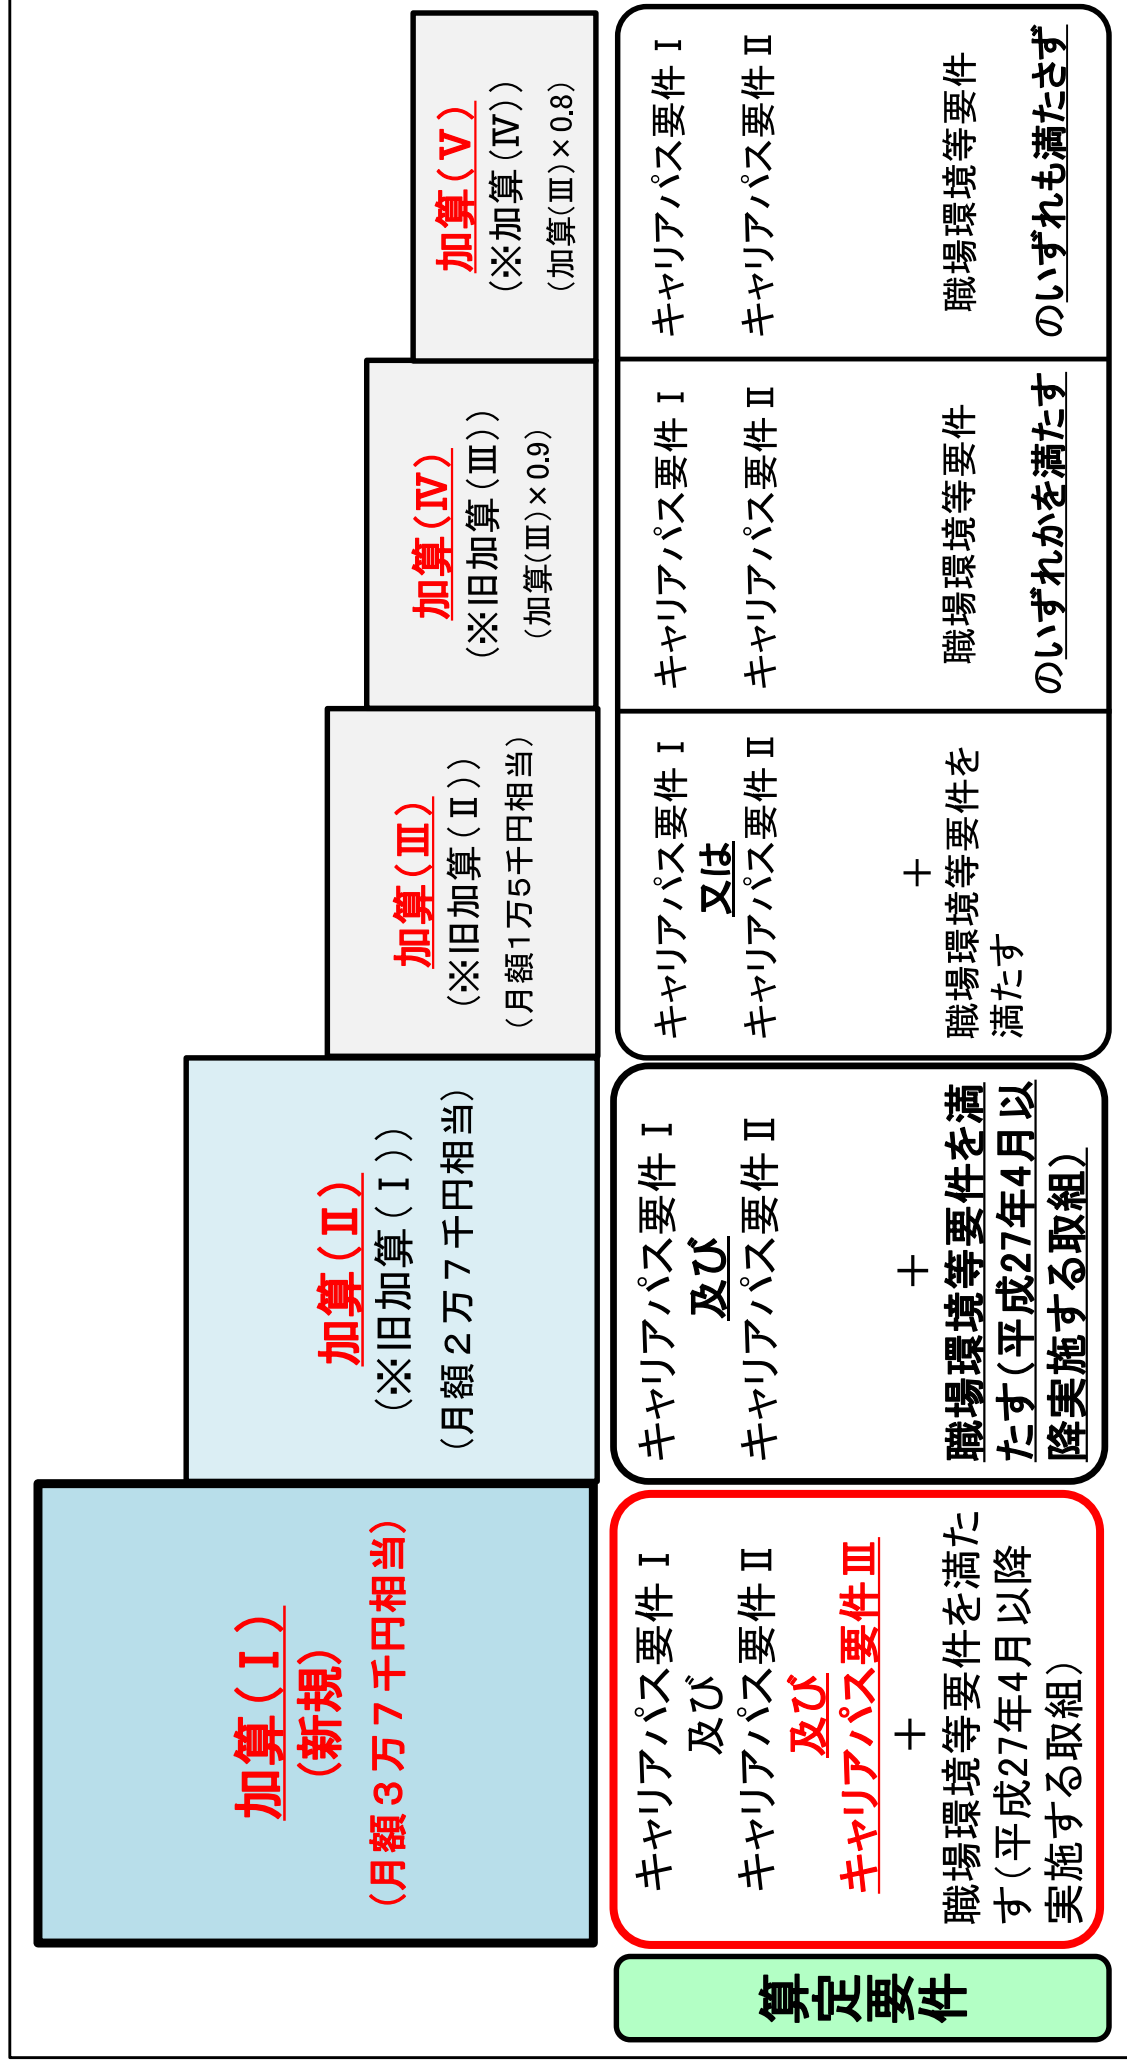 加算(Ⅰ)
(新規)
(月額３万７千円相当)
加算(Ⅱ)
(※旧加算(Ⅰ))
(月額２万７千円相当)
加算(Ⅲ)
(※旧加算(Ⅱ))
(月額１万５千円相当)
加算(Ⅳ)
(※旧加算(Ⅲ))
(加算(Ⅲ)×0.9)
加算(Ⅴ)
(※加算(Ⅳ))
(加算(Ⅲ)×0.8)
算定要件
キャリアパス要件Ⅰ
及び
キャリアパス要件Ⅱ
及び
キャリアパス要件Ⅲ
＋
職場環境等要件を満た
す(平成27年4月以降
実施する取組)
キャリアパス要件Ⅰ
及び
キャリアパス要件Ⅱ
＋
職場環境等要件を満
たす(平成27年4月以
降実施する取組)
キャリアパス要件Ⅰ
又は
キャリアパス要件Ⅱ
＋
職場環境等要件を
満たす
キャリアパス要件Ⅰ
キャリアパス要件Ⅱ
職場環境等要件
のいずれかを満たす
キャリアパス要件Ⅰ
キャリアパス要件Ⅱ
職場環境等要件
のいずれも満たさず